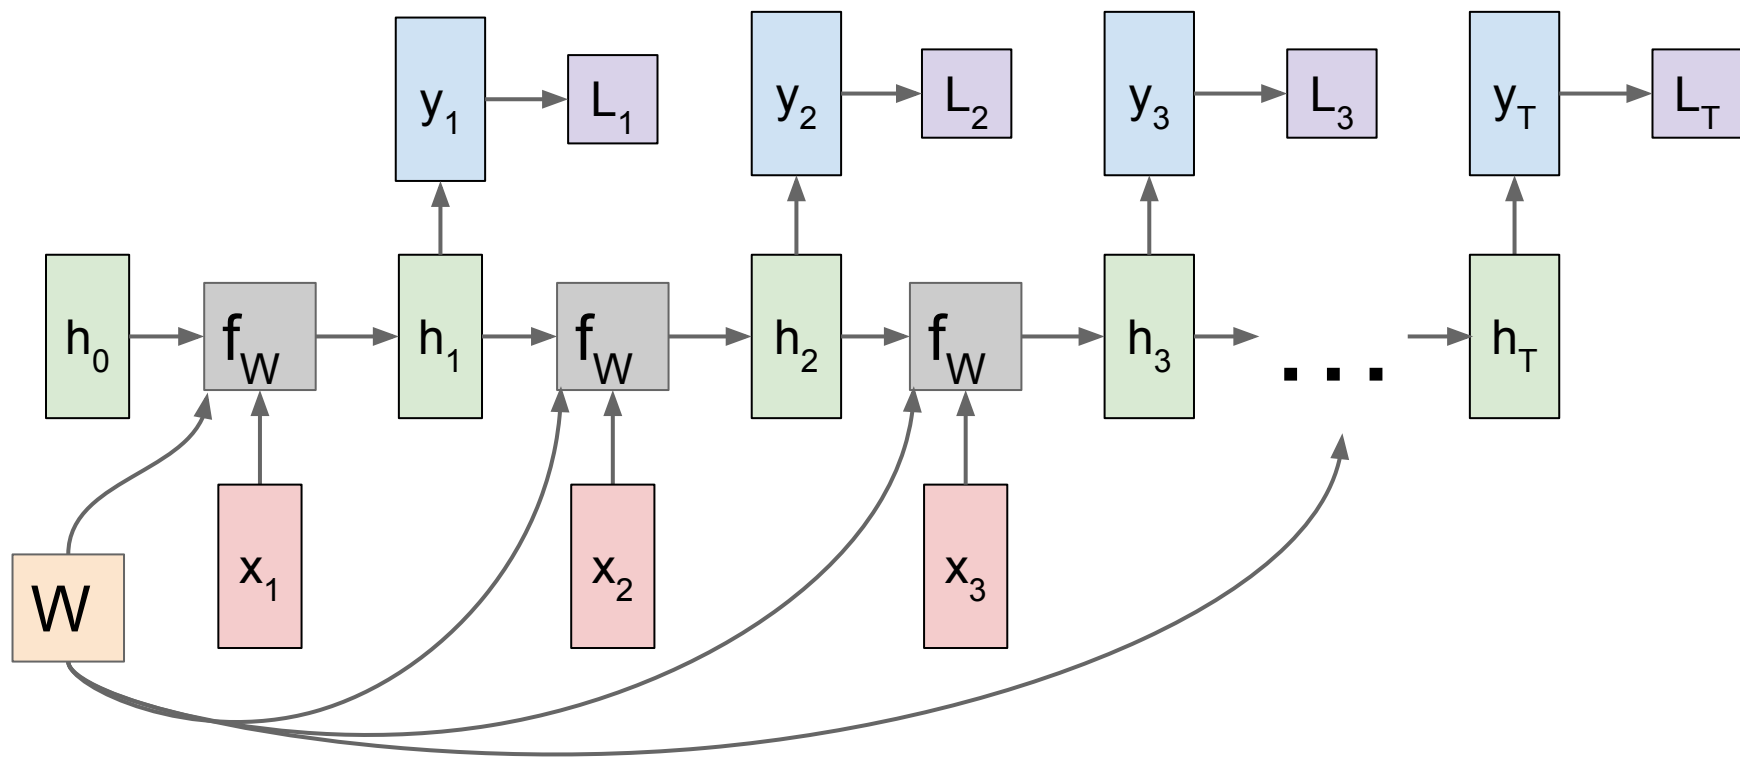 y1 L1 y2 L2 y3 L3 yT LT
h0 fW h1 fW h2 fW h3 ... hT
W x1 x2 x3